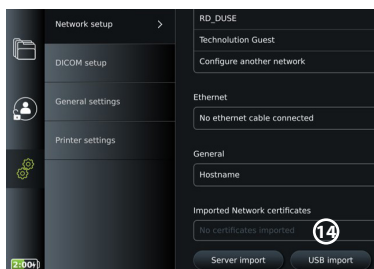 Network setup >
DICOM setup
General settings
Printer settings
RD_DUSE
Technolution Guest
Configure another network
Ethernet
No ethernet cable connected
General
Hostname
Imported Network certificates
No certificates imported
14
Server import
USB import
2:00